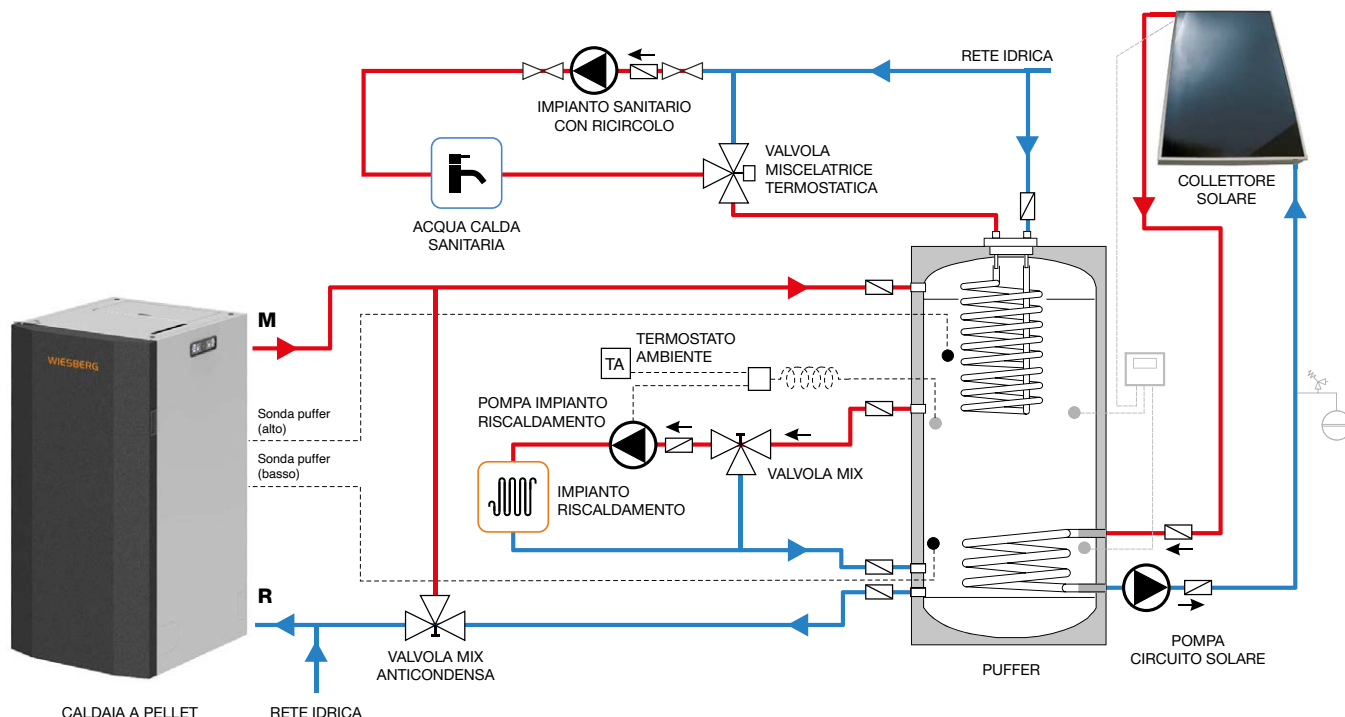 RETE IDRICA
IMPIANTO SANITARIO
CON RICIRCOLO
VALVOLA
MISCELATRICE
TERMOSTATICA
COLLETTORE
SOLARE
ACQUA CALDA
SANITARIA
M
WIESBERG
TERMOSTATO
AMBIENTE
TA
POMPA IMPIANTO
RISCALDAMENTO
Sonda puffer
(alto)
Sonda puffer
(basso)
VALVOLA MIX
IMPIANTO
RISCALDAMENTO
R
VALVOLA MIX
ANTICONDENSA
PUFFER
POMPA
CIRCUITO SOLARE
CALDAIA A PELLET
RETE IDRICA